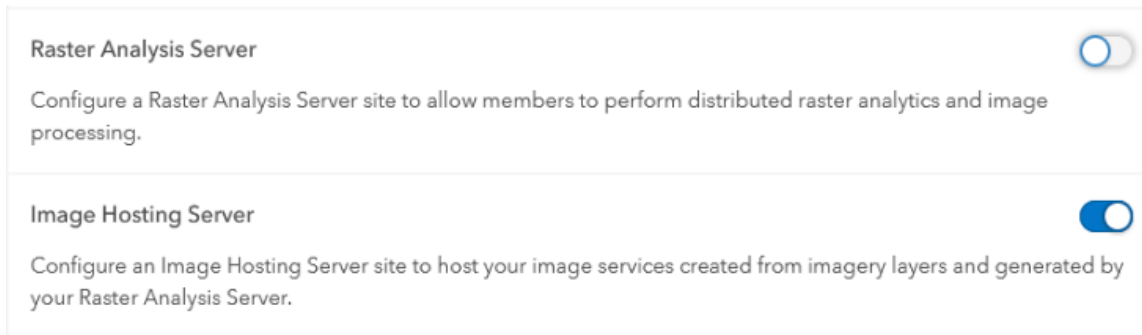 Raster Analysis Server
Configure a Raster Analysis Server site to allow members to perform distributed raster analytics and image
processing.
Image Hosting Server
Configure an Image Hosting Server site to host your image services created from imagery layers and generated by
your Raster Analysis Server.